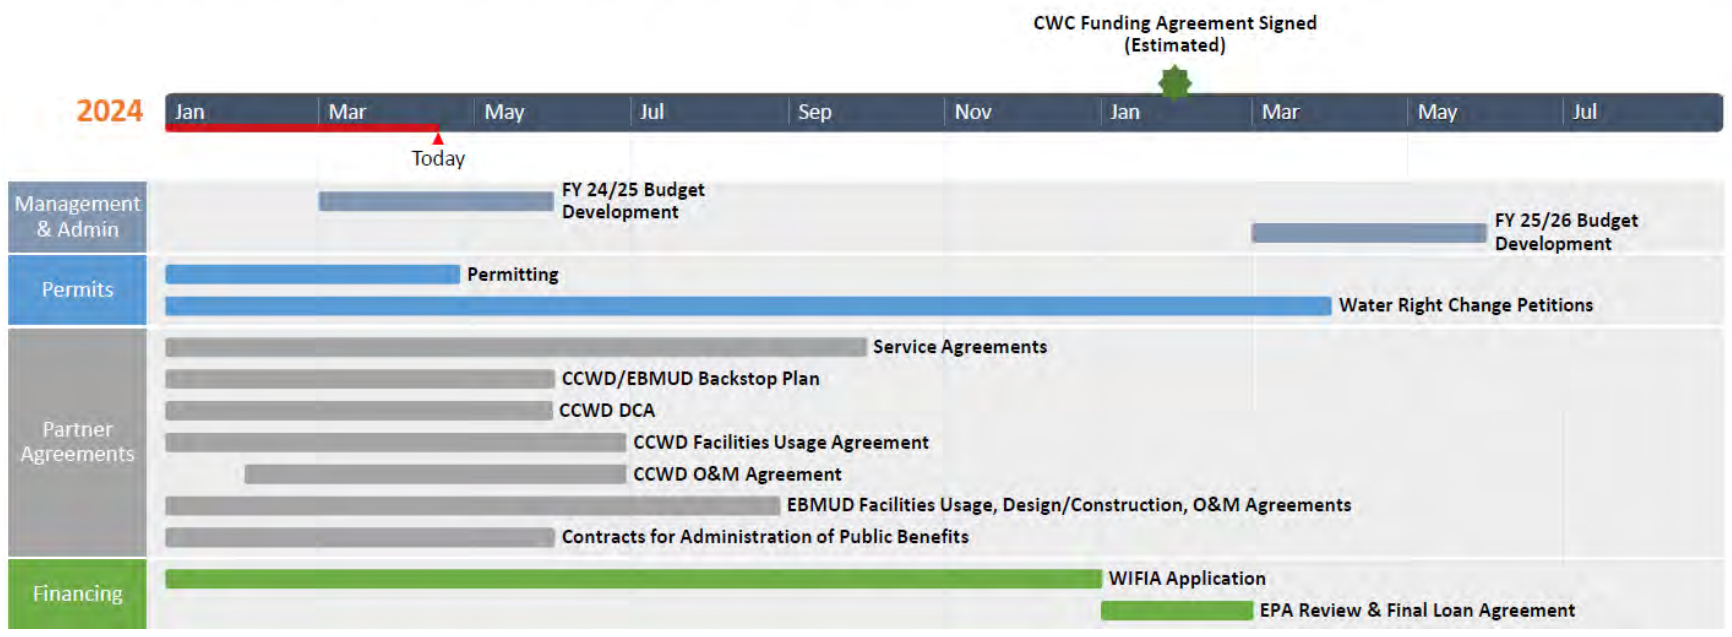 CWC Funding Agreement Signed
(Estimated)
2024
Jan Mar May Jul Sep Nov Jan Mar May Jul
Today
Management
& Admin
FY 24/25 Budget
Development
FY 25/26 Budget
Development
Permits
Permitting
Water Right Change Petitions
Partner
Agreements
Service Agreements
CCWD/EBMUD Backstop Plan
CCWD DCA
CCWD Facilities Usage Agreement
CCWD O&M Agreement
EBMUD Facilities Usage, Design/Construction, O&M Agreements
Contracts for Administration of Public Benefits
Financing
WIFIA Application
EPA Review & Final Loan Agreement